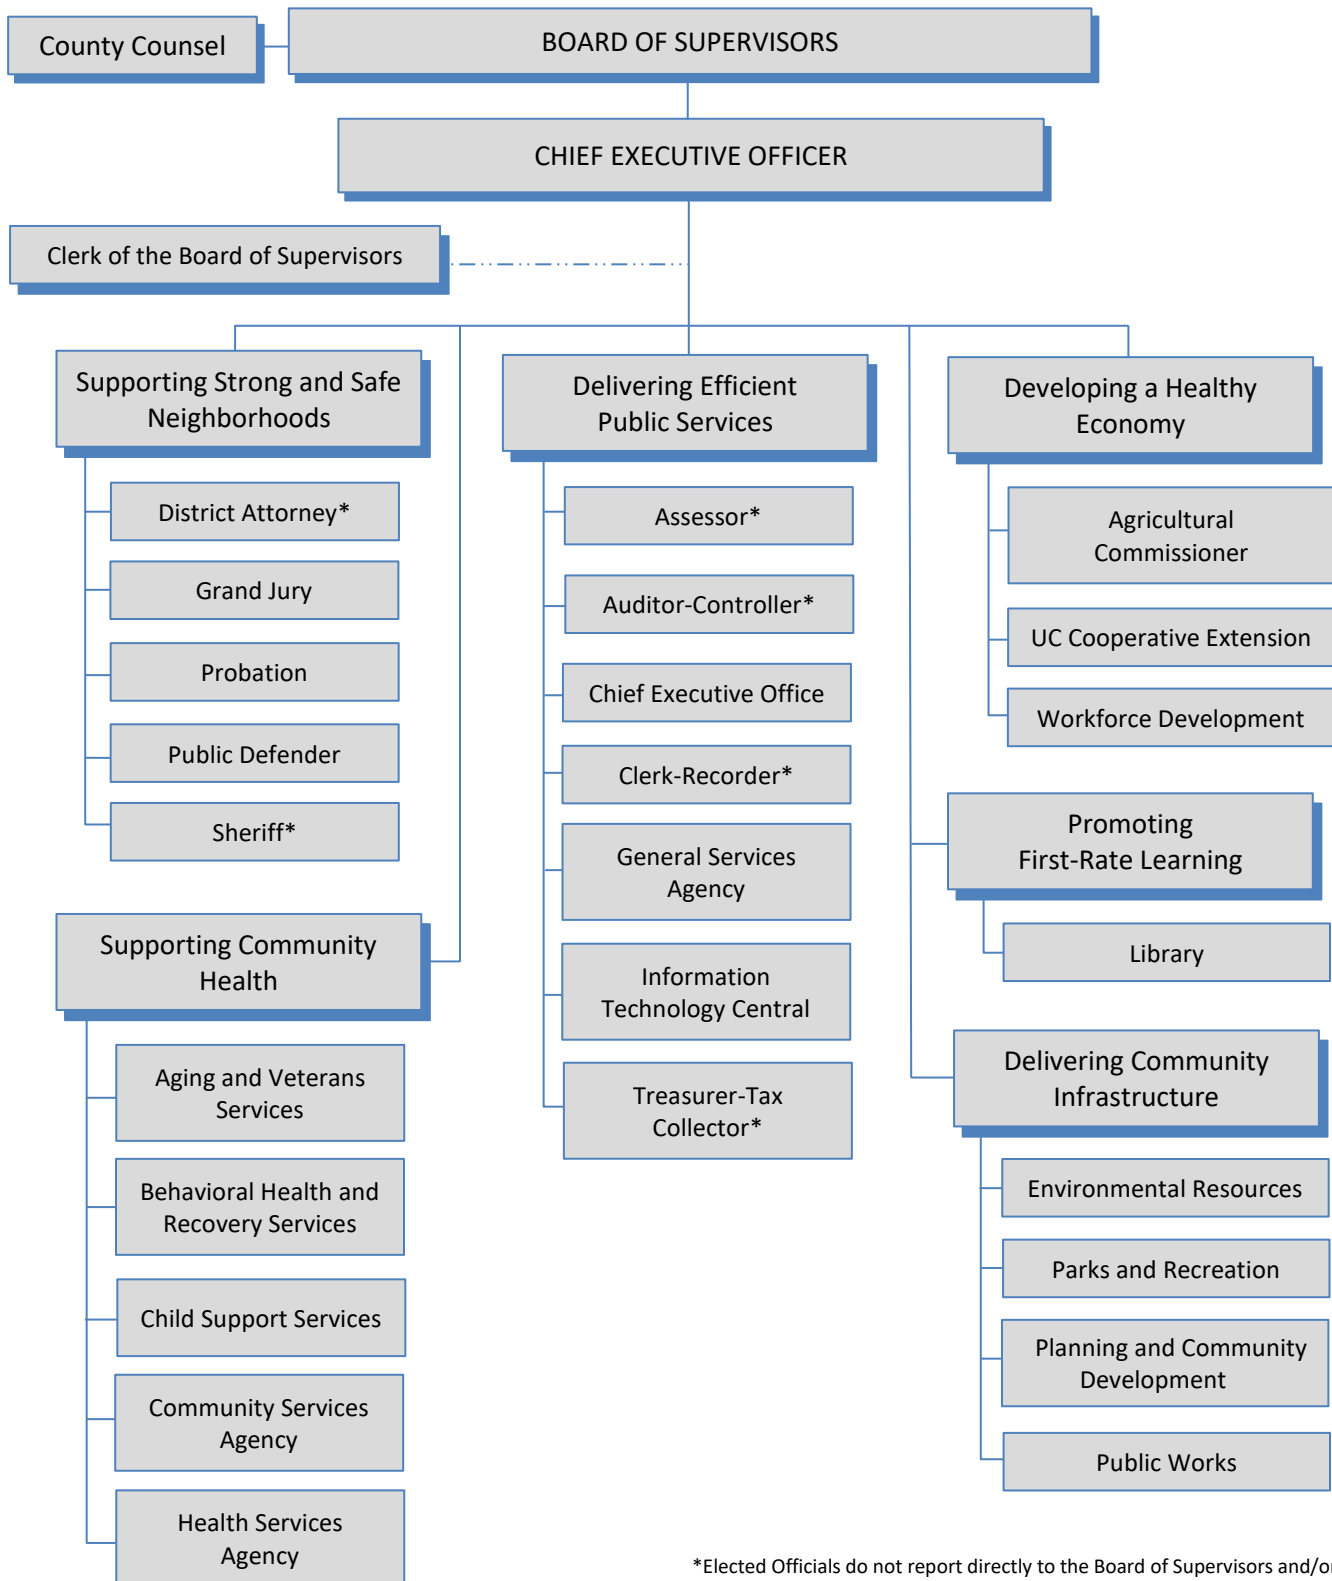 County Counsel
BOARD OF SUPERVISORS
CHIEF EXECUTIVE OFFICER
Clerk of the Board of Supervisors
Supporting Strong and Safe
Neighborhoods
District Attorney*
Grand Jury
Probation
Public Defender
Sheriff*
Supporting Community
Health
Aging and Veterans
Services
Behavioral Health and
Recovery Services
Child Support Services
Community Services
Agency
Health Services
Agency
Delivering Efficient
Public Services
Assessor*
Auditor-Controller*
Chief Executive Office
Clerk-Recorder*
General Services
Agency
Information
Technology Central
Treasurer-Tax
Collector*
Developing a Healthy
Economy
Agricultural
Commissioner
UC Cooperative Extension
Workforce Development
Promoting
First-Rate Learning
Library
Delivering Community
Infrastructure
Environmental Resources
Parks and Recreation
Planning and Community
Development
Public Works
*Elected Officials do not report directly to the Board of Supervisors and/or